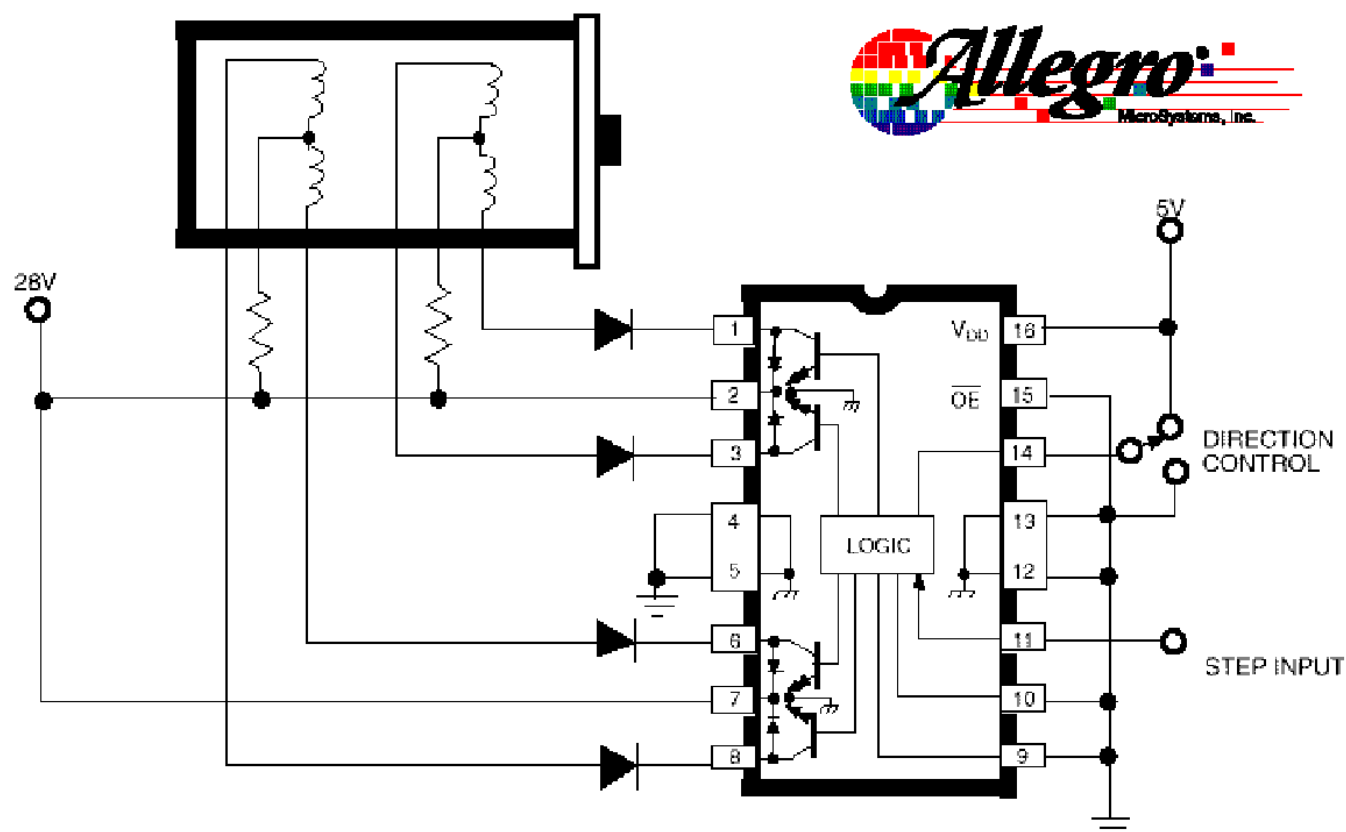 Allegro
MicroSystems, Inc.
5V
28V
1
2
3
4
5
6
7
8
V_DD
OE
LOGIC
16
15
14
13
12
11
10
9
DIRECTION
CONTROL
STEP INPUT